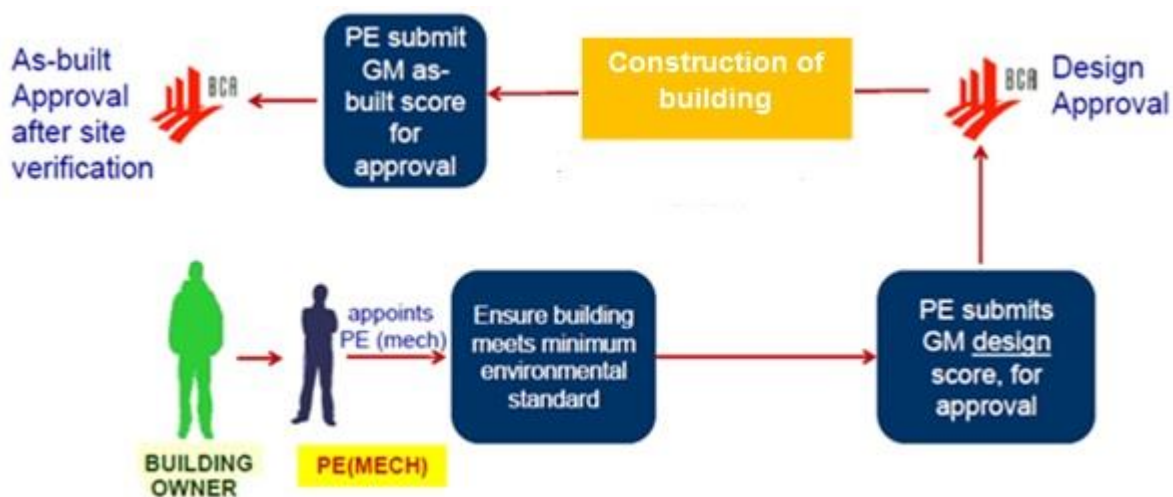 As-built
Approval
after site
verification
BCA
PE submit
GM as-
built score
for
approval
Construction of
building
BCA
Design
Approval
BUILDING
OWNER
PE(MECH)
appoints
PE (mech)
Ensure building
meets minimum
environmental
standard
PE submits
GM design
score, for
approval